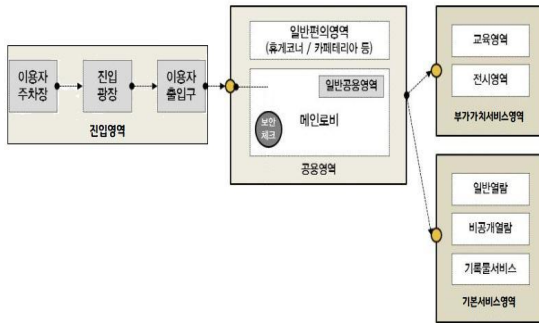 이용자
주차장
진입
광장
이용자
출입구
진입영역
일반편의영역
(휴게코너 / 카페테리아 등)
일반공용영역
메인로비
보안
체크
공용영역
교육영역
전시영역
부가가치서비스영역
일반열람
비공개열람
기록물서비스
기본서비스영역